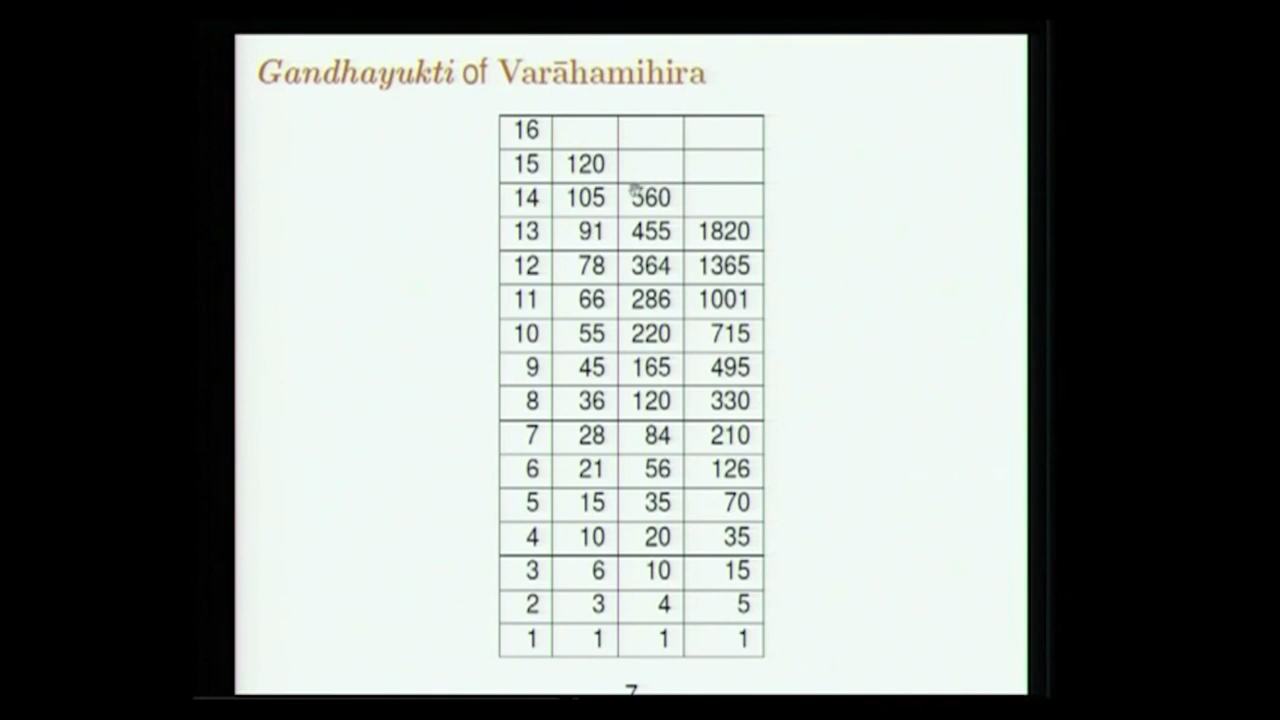 Gandhayukti of Varāhamihira
16
15 120
14 105 560
13 91 455 1820
12 78 364 1365
11 66 286 1001
10 55 220 715
9 45 165 495
8 36 120 330
7 28 84 210
6 21 56 126
5 15 35 70
4 10 20 35
3 6 10 15
2 3 4 5
1 1 1 1
7